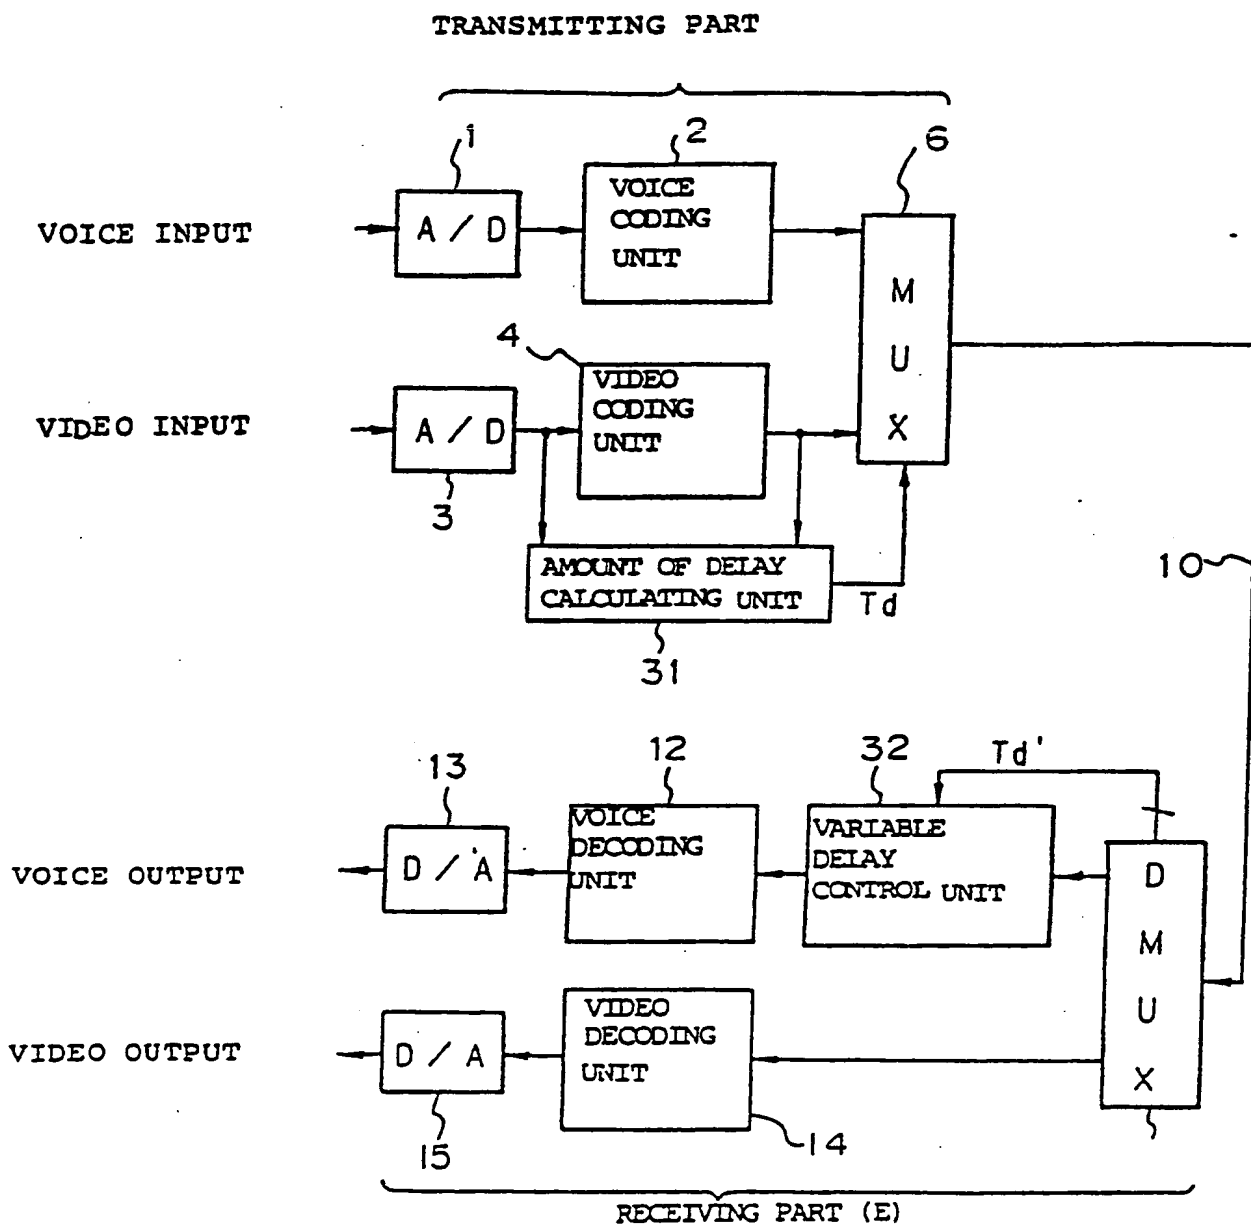 TRANSMITTING PART
1
2
6
VOICE INPUT
A / D
VOICE
CODING
UNIT
M
U
X
4
VIDEO INPUT
A / D
VIDEO
CODING
UNIT
3
AMOUNT OF DELAY
CALCULATING UNIT
Td
10
31
13
12
32
Td'
VOICE OUTPUT
D / A
VOICE
DECODING
UNIT
VARIABLE
DELAY
CONTROL UNIT
D
M
U
X
VIDEO OUTPUT
D / A
VIDEO
DECODING
UNIT
15
14
RECEIVING PART (E)